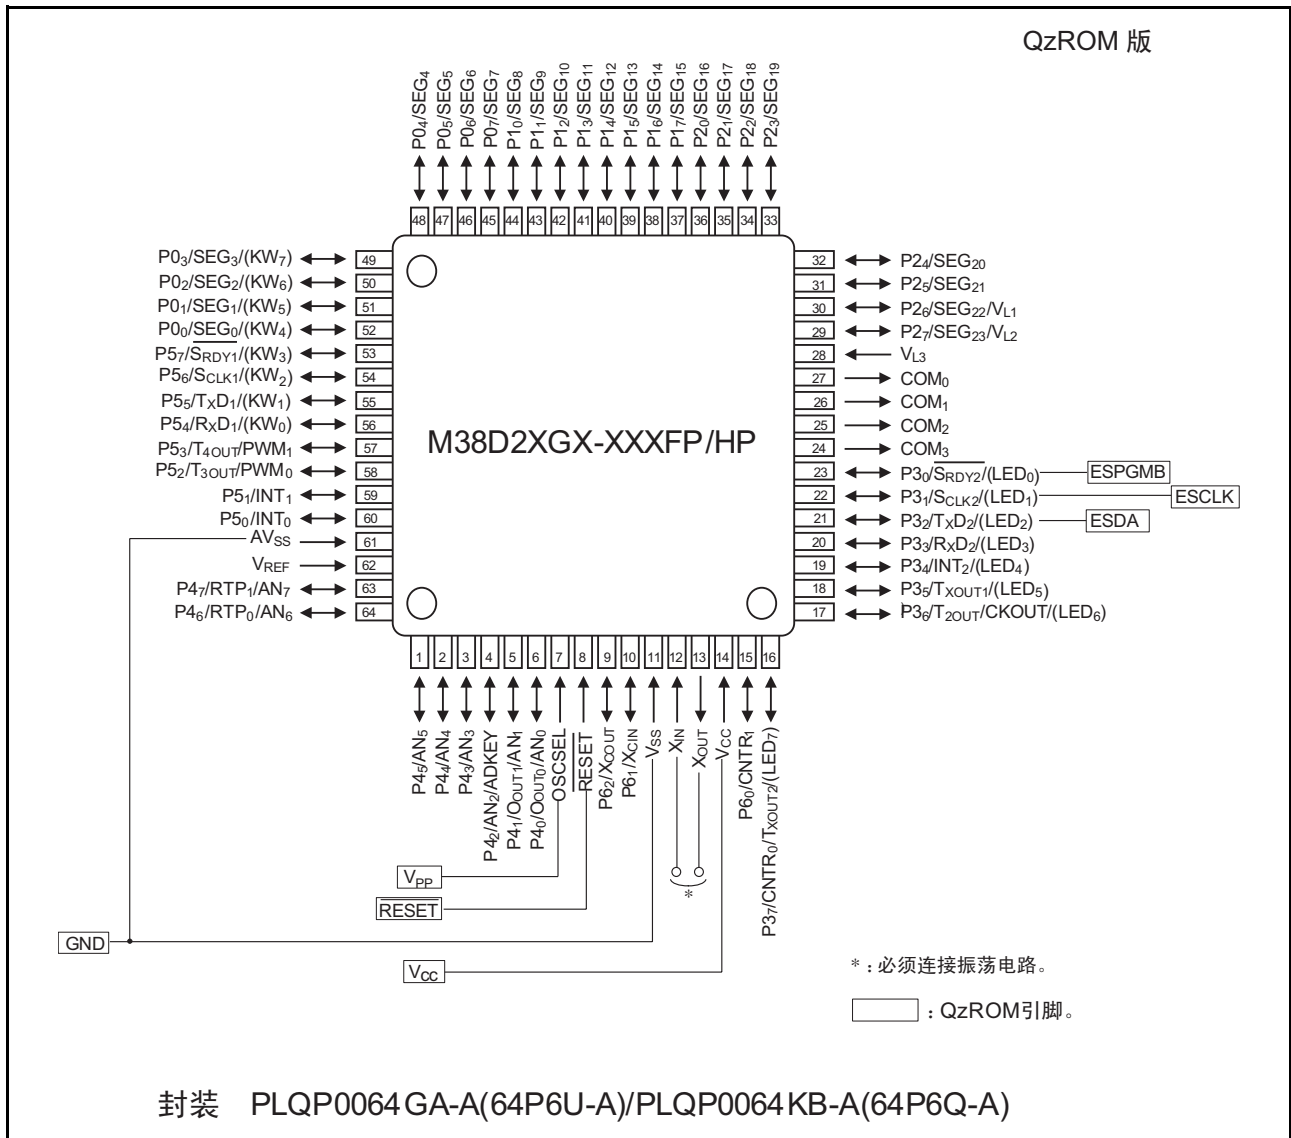 QzROM 版
P04/SEG4
P05/SEG5
P06/SEG6
P07/SEG7
P10/SEG8
P11/SEG9
P12/SEG10
P13/SEG11
P14/SEG12
P15/SEG13
P16/SEG14
P17/SEG15
P20/SEG16
P21/SEG17
P22/SEG18
P23/SEG19
48 47 46 45 44 43 42 41 40 39 38 37 36 35 34 33
P03/SEG3/(KW7) 49
P02/SEG2/(KW6) 50
P01/SEG1/(KW5) 51
P00/SEG0/(KW4) 52
P57/SRDY1/(KW3) 53
P56/SCLK1/(KW2) 54
P55/TXD1/(KW1) 55
P54/RXD1/(KW0) 56
P53/T4OUT/PWM1 57
P52/T3OUT/PWM0 58
P51/INT1 59
P50/INT0 60
AVSS 61
VREF 62
P47/RTP1/AN7 63
P46/RTP0/AN6 64
M38D2XGX-XXXFP/HP
32 P24/SEG20
31 P25/SEG21
30 P26/SEG22/VL1
29 P27/SEG23/VL2
28 VL3
27 COM0
26 COM1
25 COM2
24 COM3
23 P30/SRDY2/(LED0) ESPGMB
22 P31/SCLK2/(LED1) ESCLK
21 P32/TXD2/(LED2) ESDA
20 P33/RXD2/(LED3)
19 P34/INT2/(LED4)
18 P35/TXOUT1/(LED5)
17 P36/T2OUT/CKOUT/(LED6)
1 2 3 4 5 6 7 8 9 10 11 12 13 14 15 16
P45/AN5
P44/AN4
P43/AN3
P42/AN2/ADKEY
P41/OOUT1/AN1
P40/OOUT0/AN0
OSCSEL
RESET
P62/XCOUT
P61/XCIN
VSS
XIN
XOUT
VCC
P60/CNTR1
P37/CNTR0/TXOUT2/(LED7)
VPP
*
RESET
GND
VCC
*：必须连接振荡电路。
：QzROM引脚。
封装 PLQP0064GA-A(64P6U-A)/PLQP0064KB-A(64P6Q-A)